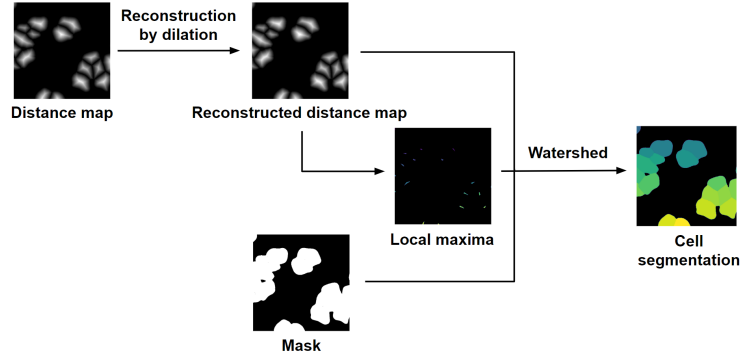 Reconstruction
by dilation
Distance map
Reconstructed distance map
Watershed
Local maxima
Cell
segmentation
Mask